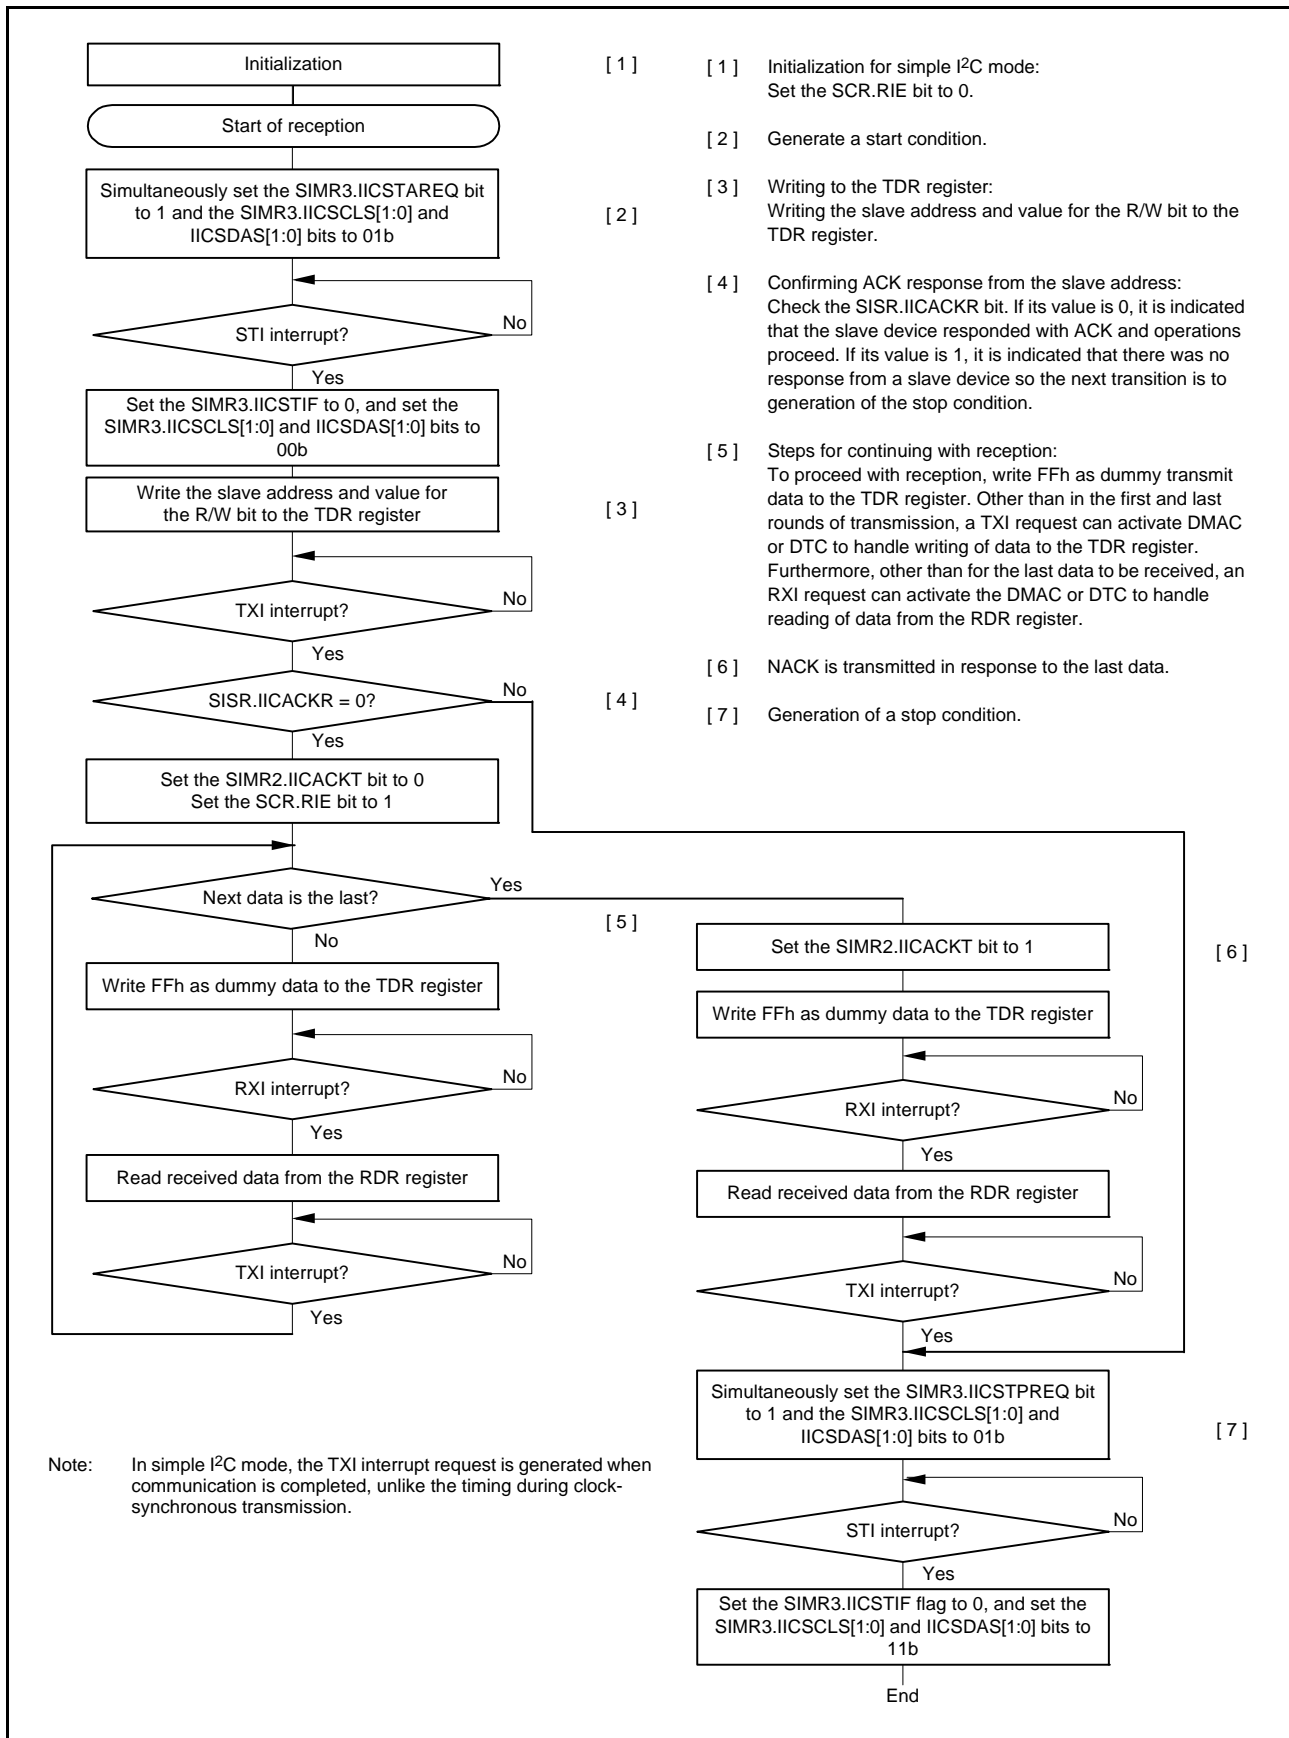 Initialization
[ 1 ]
Start of reception
Simultaneously set the SIMR3.IICSTAREQ bit
to 1 and the SIMR3.IICSCLS[1:0] and
IICSDAS[1:0] bits to 01b
[ 2 ]
STI interrupt?
No
Yes
Set the SIMR3.IICSTIF to 0, and set the
SIMR3.IICSCLS[1:0] and IICSDAS[1:0] bits to
00b
Write the slave address and value for
the R/W bit to the TDR register
[ 3 ]
TXI interrupt?
No
Yes
SISR.IICACKR = 0?
No
[ 4 ]
Yes
Set the SIMR2.IICACKT bit to 0
Set the SCR.RIE bit to 1
Next data is the last?
Yes
[ 5 ]
No
Write FFh as dummy data to the TDR register
RXI interrupt?
No
Yes
Read received data from the RDR register
TXI interrupt?
No
Yes
[ 1 ] Initialization for simple I2C mode:
Set the SCR.RIE bit to 0.
[ 2 ] Generate a start condition.
[ 3 ] Writing to the TDR register:
Writing the slave address and value for the R/W bit to the
TDR register.
[ 4 ] Confirming ACK response from the slave address:
Check the SISR.IICACKR bit. If its value is 0, it is indicated
that the slave device responded with ACK and operations
proceed. If its value is 1, it is indicated that there was no
response from a slave device so the next transition is to
generation of the stop condition.
[ 5 ] Steps for continuing with reception:
To proceed with reception, write FFh as dummy transmit
data to the TDR register. Other than in the first and last
rounds of transmission, a TXI request can activate DMAC
or DTC to handle writing of data to the TDR register.
Furthermore, other than for the last data to be received, an
RXI request can activate the DMAC or DTC to handle
reading of data from the RDR register.
[ 6 ] NACK is transmitted in response to the last data.
[ 7 ] Generation of a stop condition.
Set the SIMR2.IICACKT bit to 1
[ 6 ]
Write FFh as dummy data to the TDR register
RXI interrupt?
No
Yes
Read received data from the RDR register
TXI interrupt?
No
Yes
Simultaneously set the SIMR3.IICSTPREQ bit
to 1 and the SIMR3.IICSCLS[1:0] and
IICSDAS[1:0] bits to 01b
[ 7 ]
STI interrupt?
No
Yes
Set the SIMR3.IICSTIF flag to 0, and set the
SIMR3.IICSCLS[1:0] and IICSDAS[1:0] bits to
11b
End
Note: In simple I2C mode, the TXI interrupt request is generated when
communication is completed, unlike the timing during clock-
synchronous transmission.